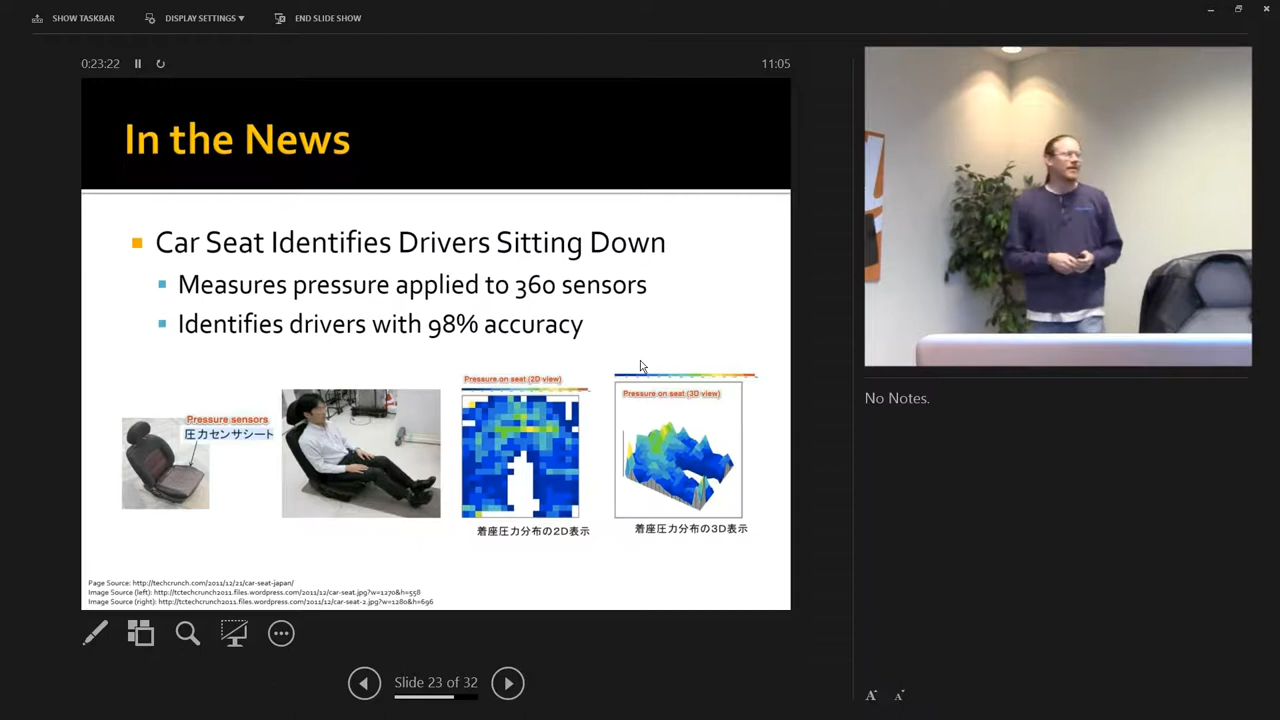 SHOW TASKBAR
DISPLAY SETTINGS ▼
END SLIDE SHOW
0:23:22
11:05
In the News
Car Seat Identifies Drivers Sitting Down
Measures pressure applied to 360 sensors
Identifies drivers with 98% accuracy
Pressure sensors
圧力センサシート
Pressure on seat (2D view)
着座圧力分布の2D表示
Pressure on seat (3D view)
着座圧力分布の3D表示
Page Source: http://techcrunch.com/2011/12/21/car-seat-japan/
Image Source (left): http://tctechcrunch2011.files.wordpress.com/2011/12/car-seat.jpg?w=1270&h=558
Image Source (right): http://tctechcrunch2011.files.wordpress.com/2011/12/car-seat-2.jpg?w=1280&h=696
Slide 23 of 32
No Notes.
A
A